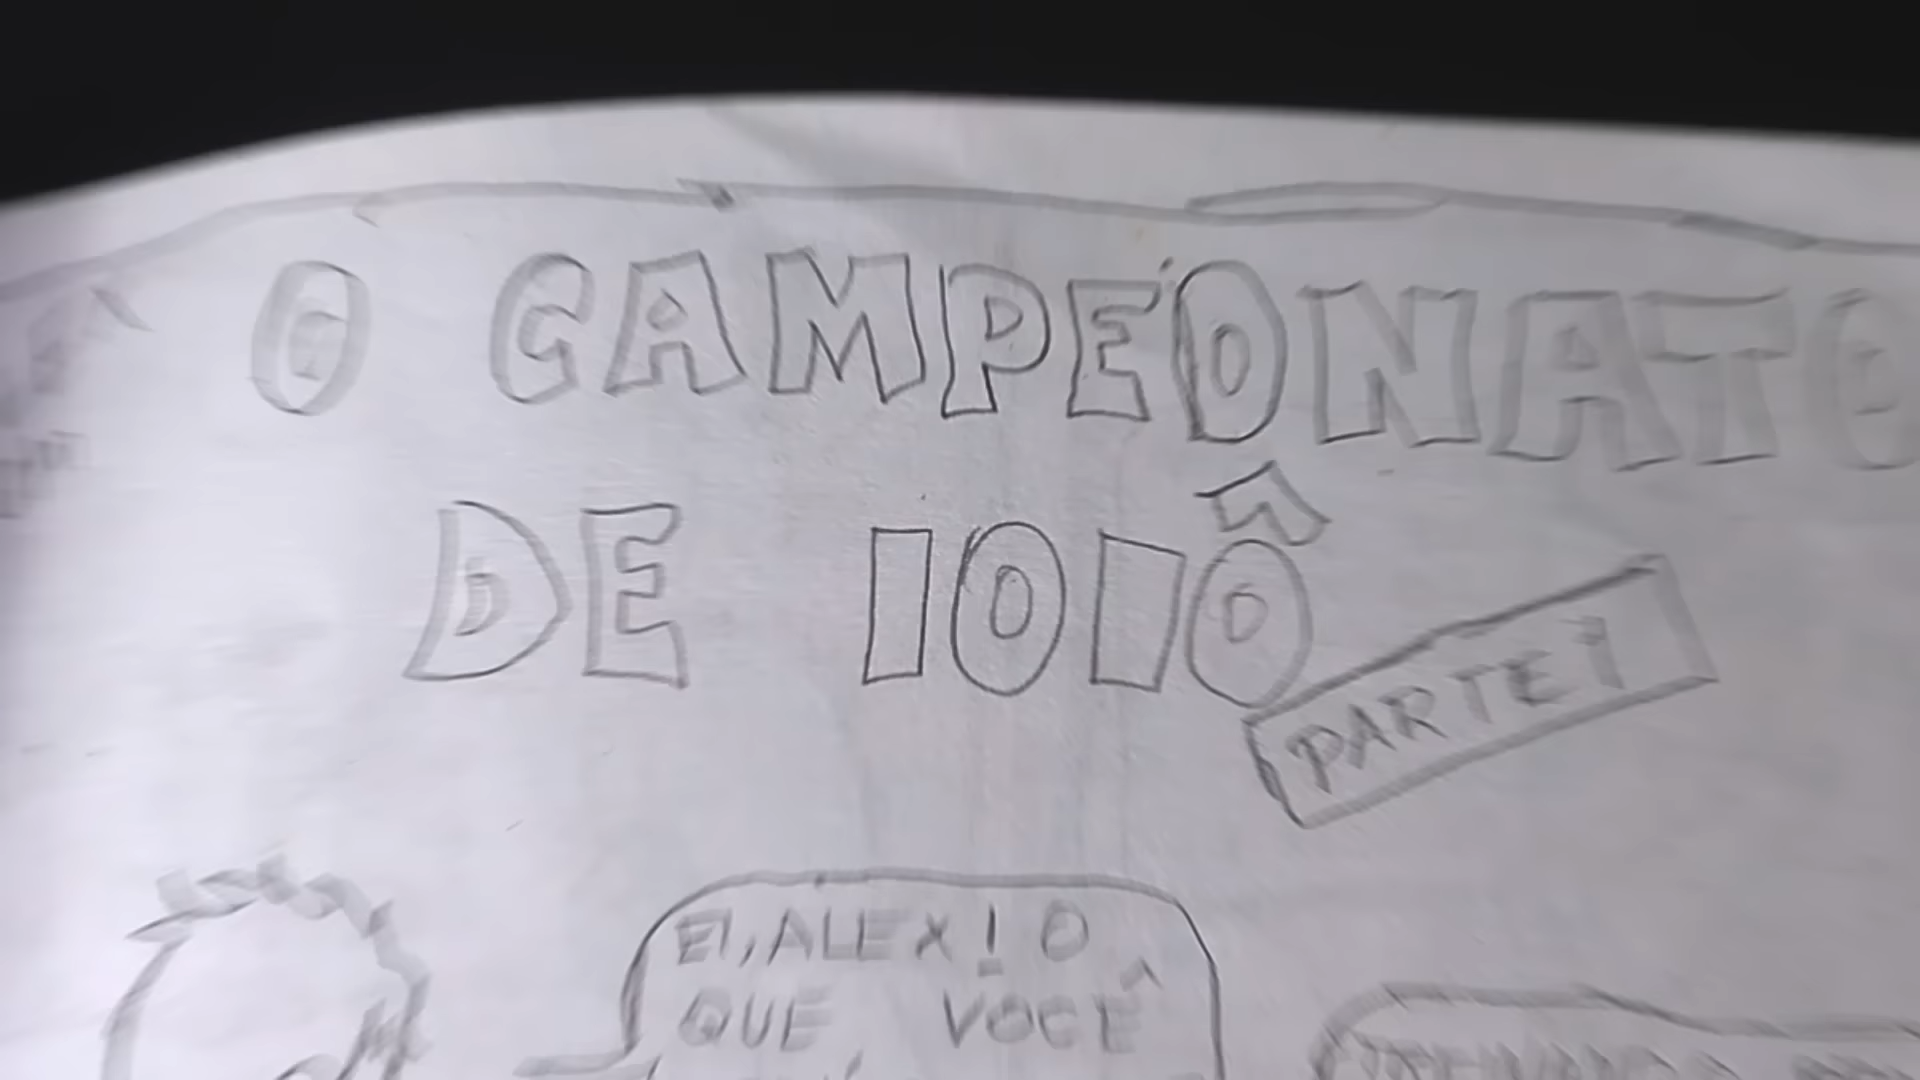 O CAMPEONATO
DE IOIÔ
PARTE 1
EI, ALEX! O
QUE VOCÊ